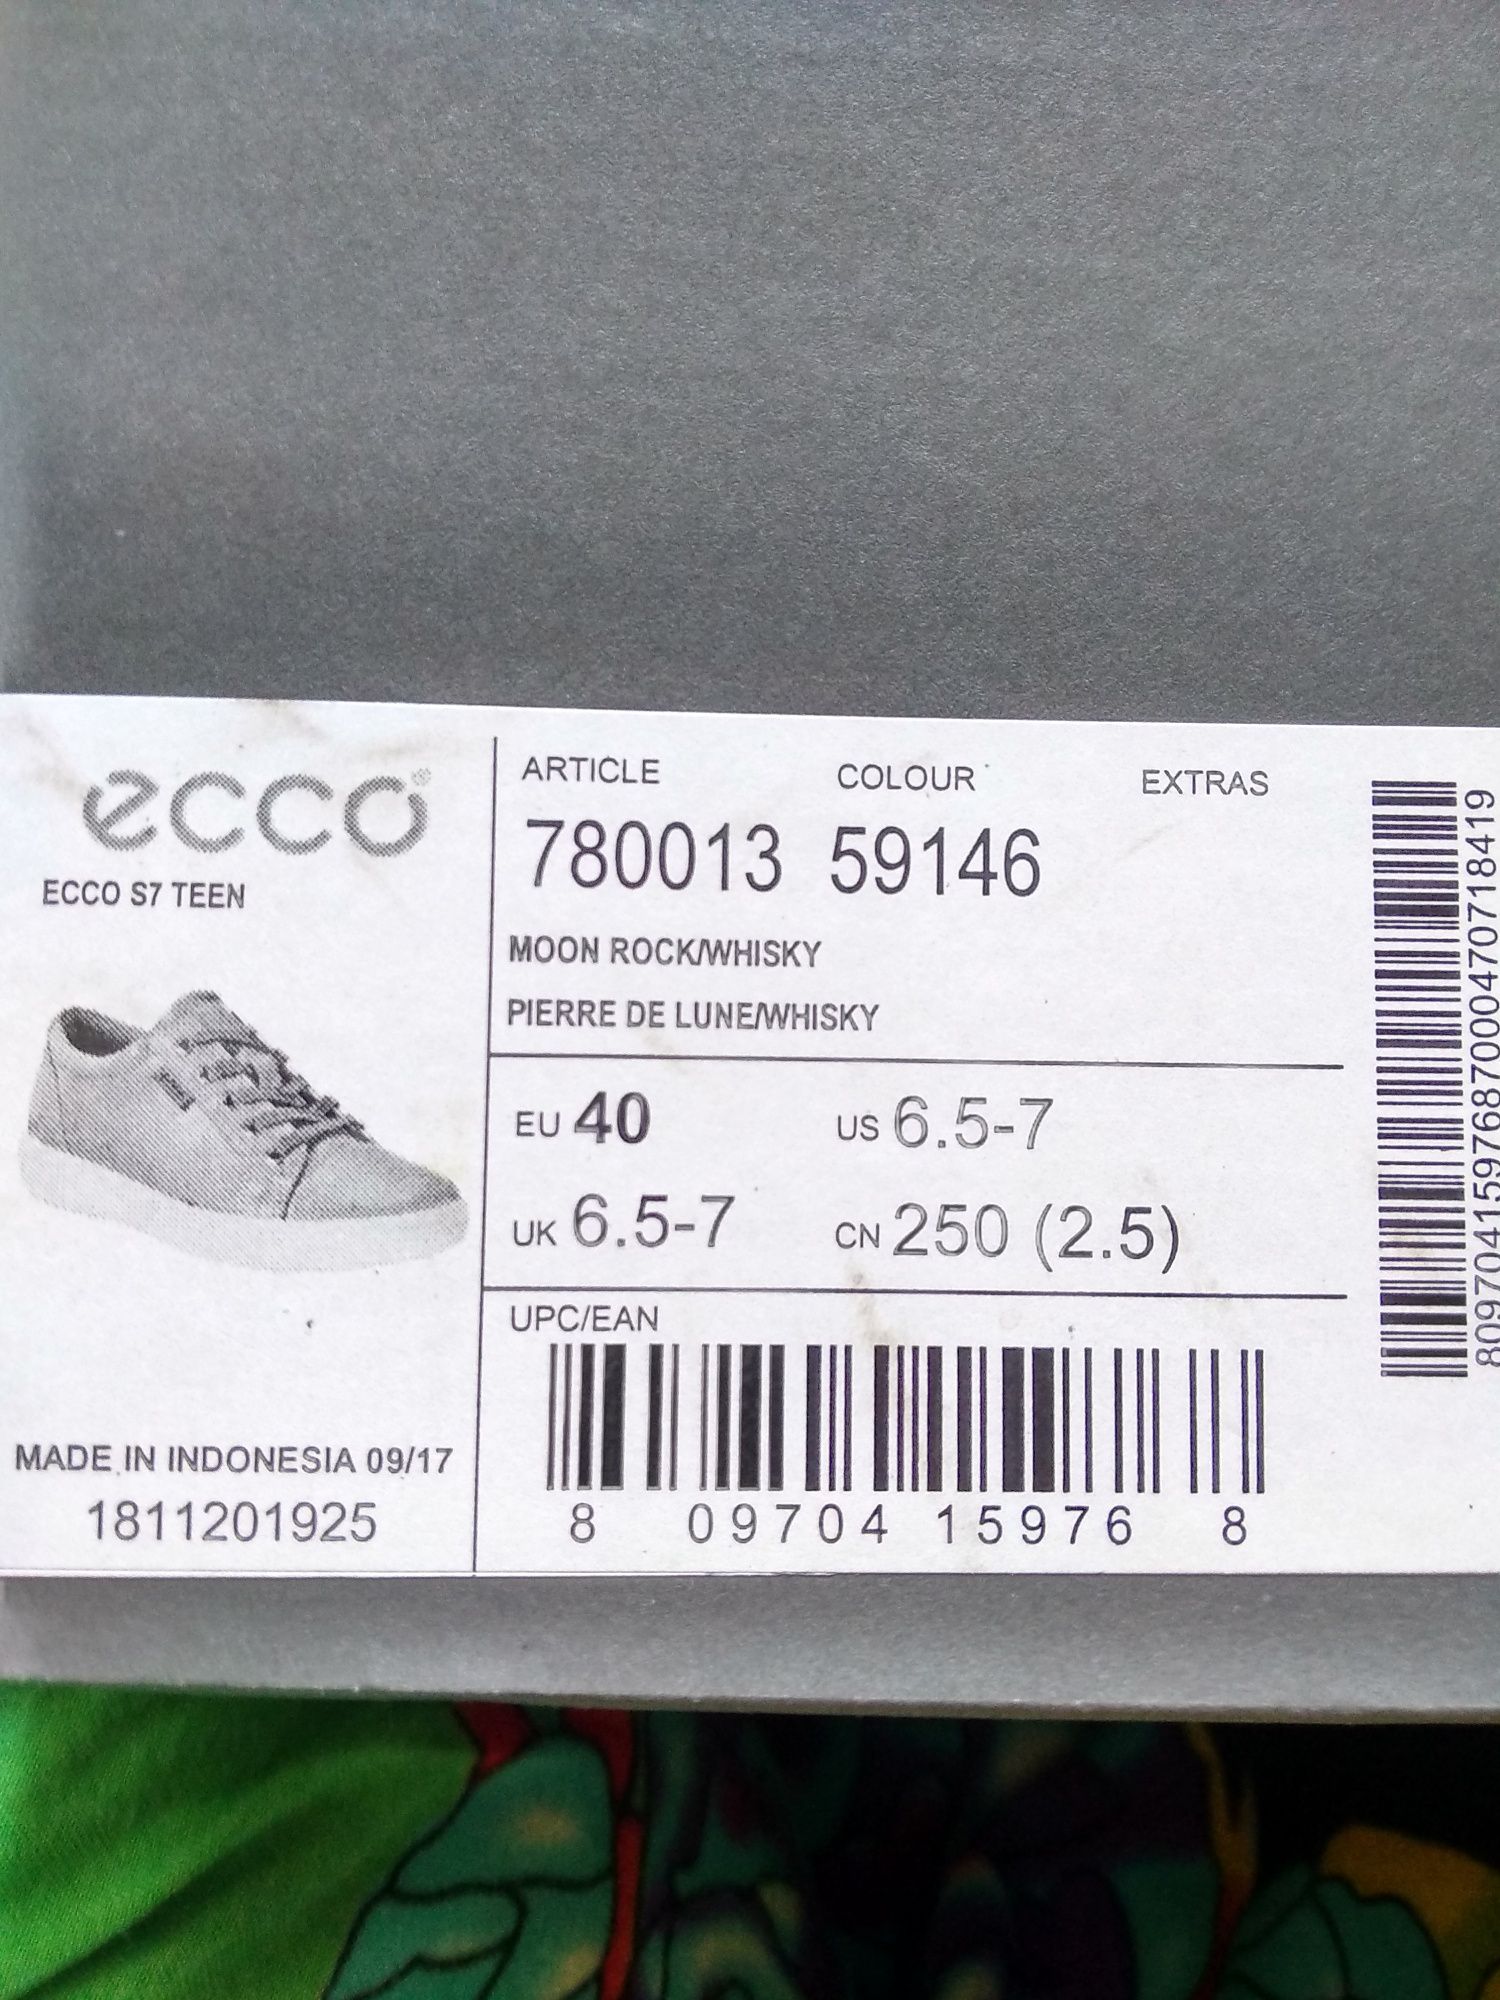 ecco®
ECCO S7 TEEN
MADE IN INDONESIA 09/17
1811201925
ARTICLE COLOUR EXTRAS
780013 59146
MOON ROCK/WHISKY
PIERRE DE LUNE/WHISKY
EU 40 US 6.5-7
UK 6.5-7 CN 250 (2.5)
UPC/EAN
8 09704 15976 8
8097041597687000470718419